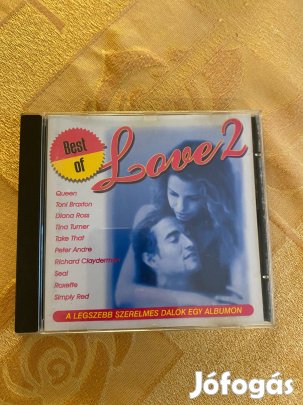 Best
of
Love 2
Queen
Toni Braxton
Diana Ross
Tina Turner
Take That
Peter André
Richard Clayderman
Seal
Roxette
Simply Red
A LEGSZEBB SZERELMES DALOK EGY ALBUMON
Jófogás